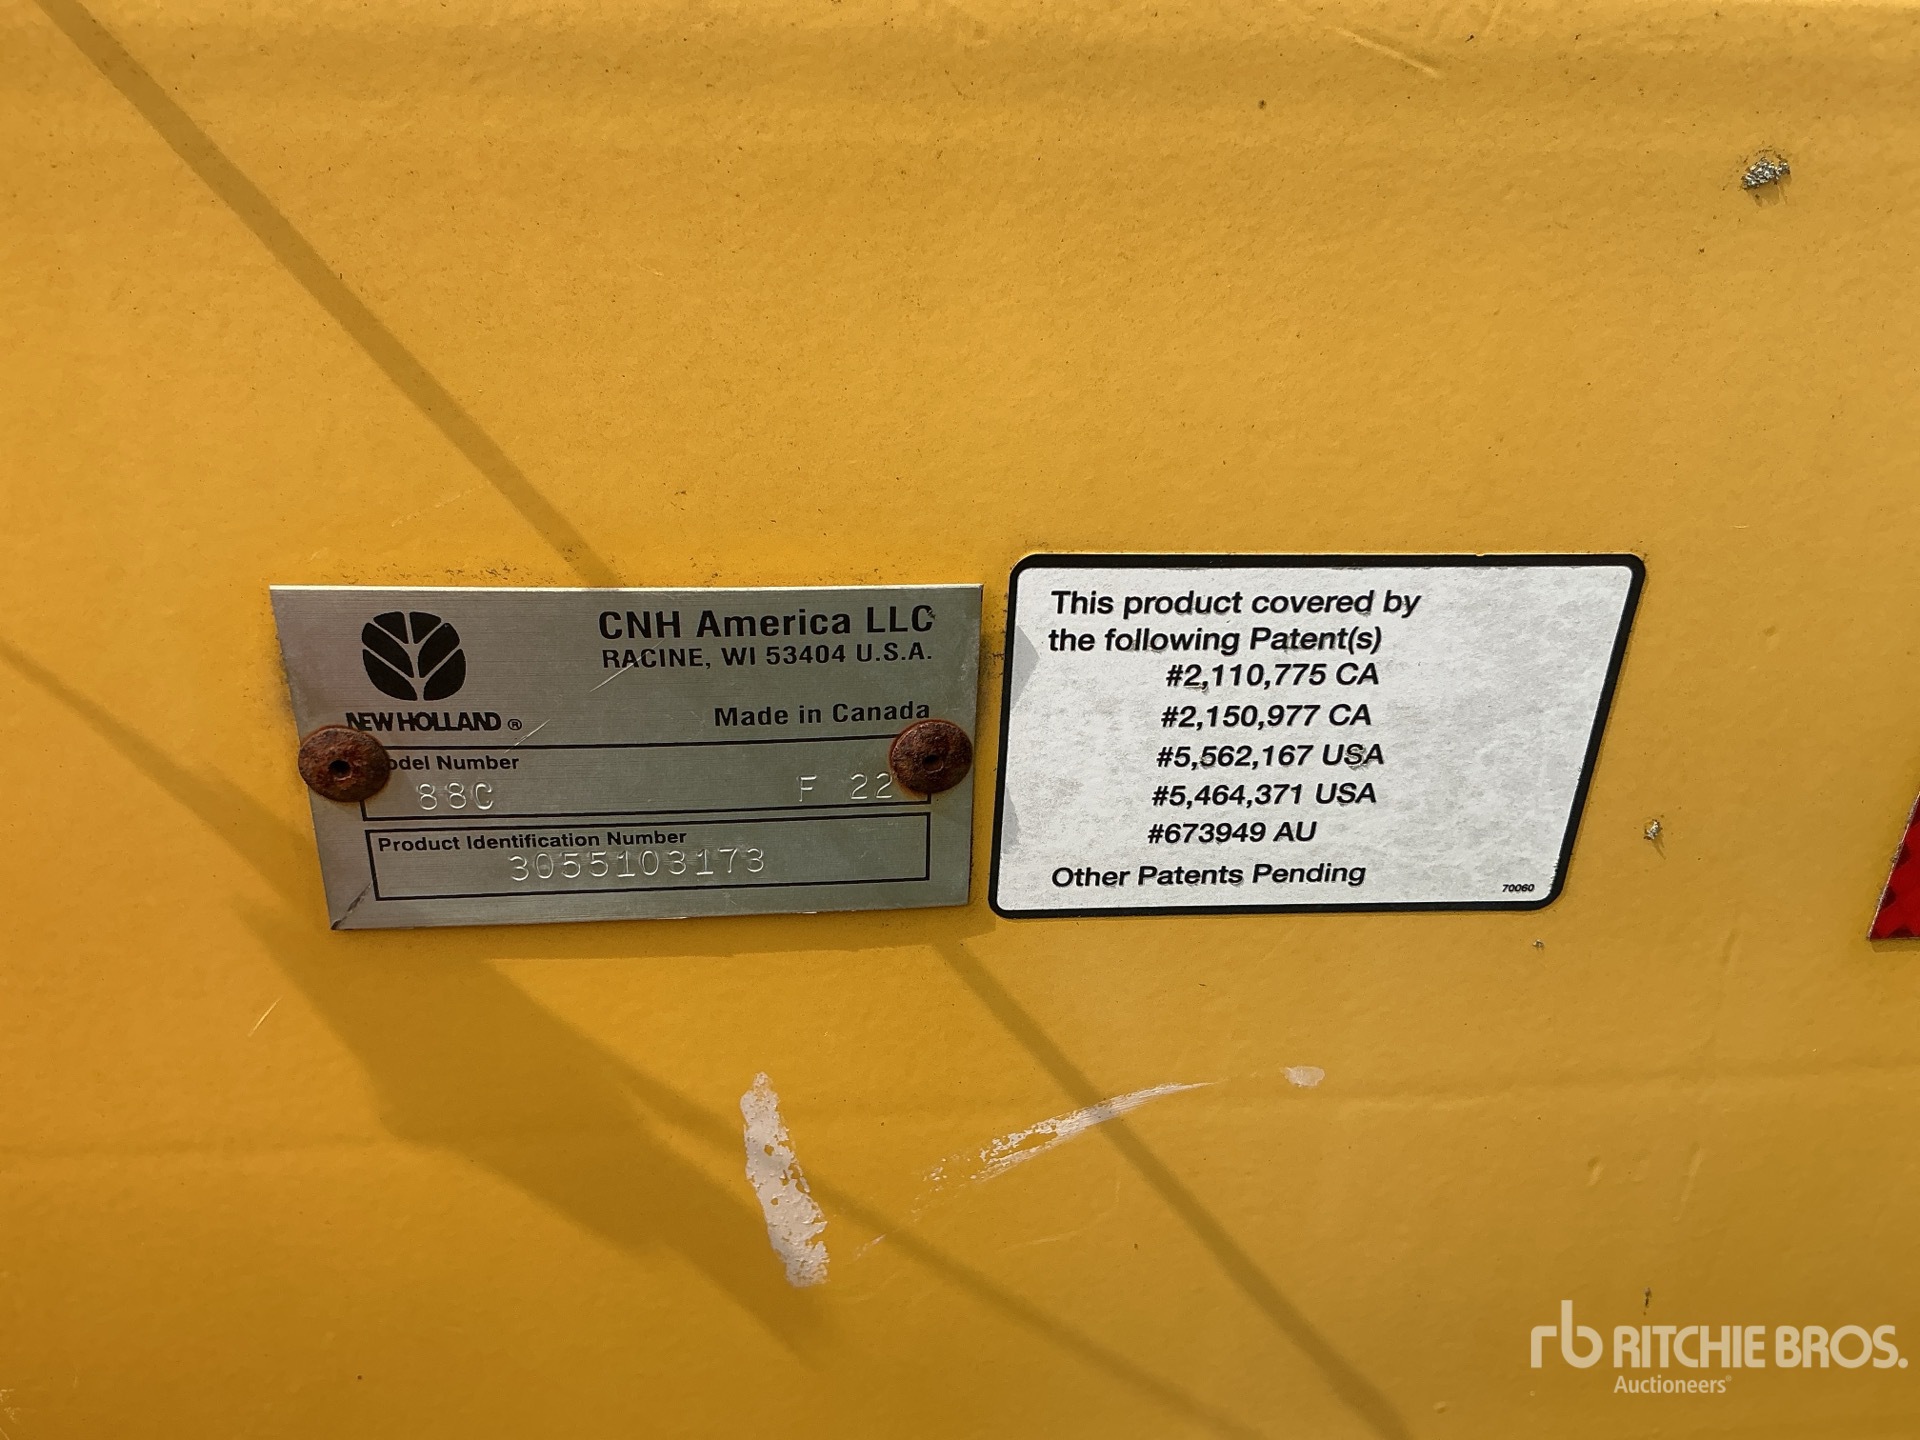 CNH America LLC
RACINE, WI 53404 U.S.A.
Made in Canada
NEW HOLLAND ®
Model Number
88C F 22
Product Identification Number
3055103173
This product covered by
the following Patent(s)
#2,110,775 CA
#2,150,977 CA
#5,562,167 USA
#5,464,371 USA
#673949 AU
Other Patents Pending
70060
rb RITCHIE BROS.
Auctioneers